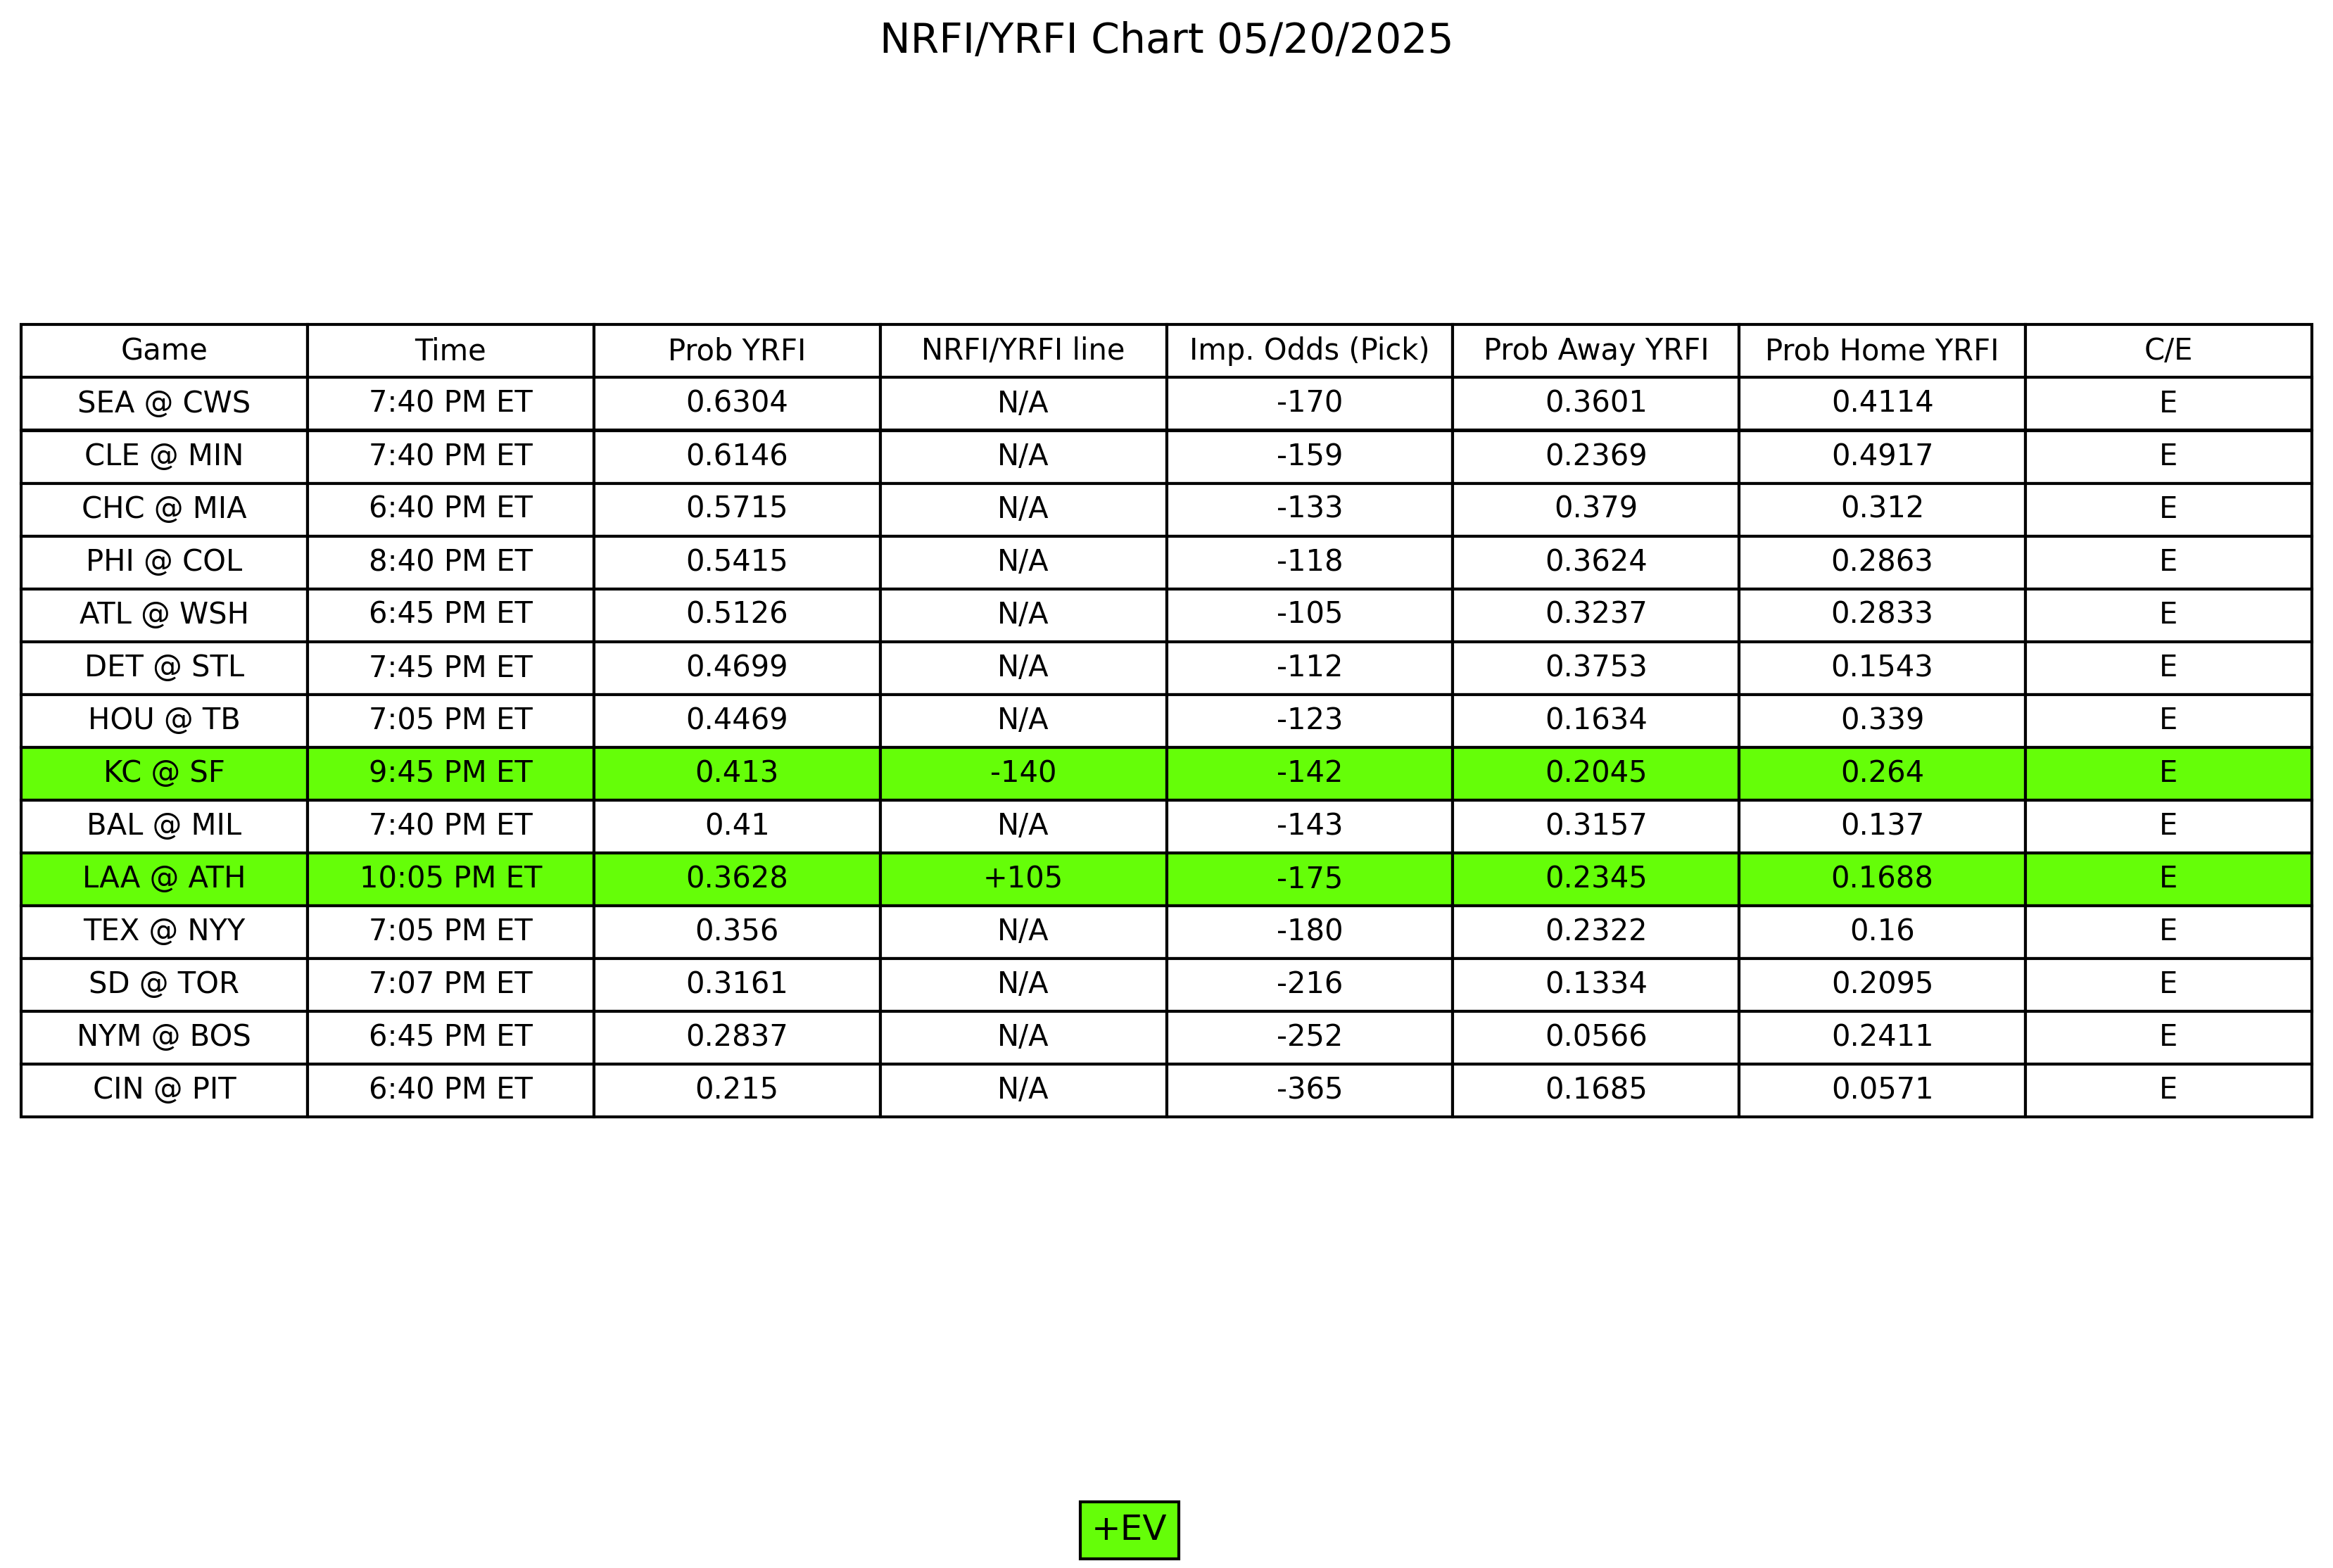 NRFI/YRFI Chart 05/20/2025
Game Time Prob YRFI NRFI/YRFI line Imp. Odds (Pick) Prob Away YRFI Prob Home YRFI C/E
SEA @ CWS 7:40 PM ET 0.6304 N/A -170 0.3601 0.4114 E
CLE @ MIN 7:40 PM ET 0.6146 N/A -159 0.2369 0.4917 E
CHC @ MIA 6:40 PM ET 0.5715 N/A -133 0.379 0.312 E
PHI @ COL 8:40 PM ET 0.5415 N/A -118 0.3624 0.2863 E
ATL @ WSH 6:45 PM ET 0.5126 N/A -105 0.3237 0.2833 E
DET @ STL 7:45 PM ET 0.4699 N/A -112 0.3753 0.1543 E
HOU @ TB 7:05 PM ET 0.4469 N/A -123 0.1634 0.339 E
KC @ SF 9:45 PM ET 0.413 -140 -142 0.2045 0.264 E
BAL @ MIL 7:40 PM ET 0.41 N/A -143 0.3157 0.137 E
LAA @ ATH 10:05 PM ET 0.3628 +105 -175 0.2345 0.1688 E
TEX @ NYY 7:05 PM ET 0.356 N/A -180 0.2322 0.16 E
SD @ TOR 7:07 PM ET 0.3161 N/A -216 0.1334 0.2095 E
NYM @ BOS 6:45 PM ET 0.2837 N/A -252 0.0566 0.2411 E
CIN @ PIT 6:40 PM ET 0.215 N/A -365 0.1685 0.0571 E
+EV